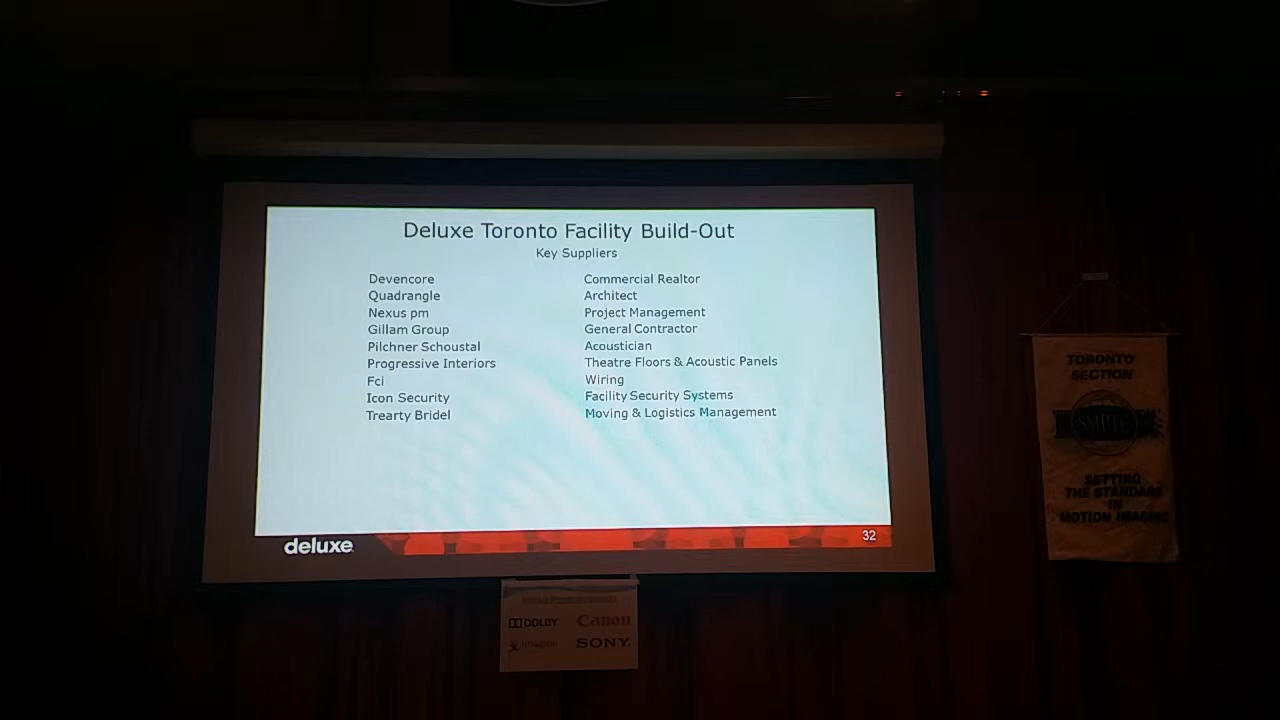 Deluxe Toronto Facility Build-Out
Key Suppliers
Devencore Commercial Realtor
Quadrangle Architect
Nexus pm Project Management
Gillam Group General Contractor
Pilchner Schoustal Acoustician
Progressive Interiors Theatre Floors & Acoustic Panels
Fci Wiring
Icon Security Facility Security Systems
Trearty Bridel Moving & Logistics Management
deluxe
32
TORONTO
SECTION
SMPTE
SETTING
THE STANDARD
IN
MOTION IMAGING
DOLBY Canon
imagine SONY